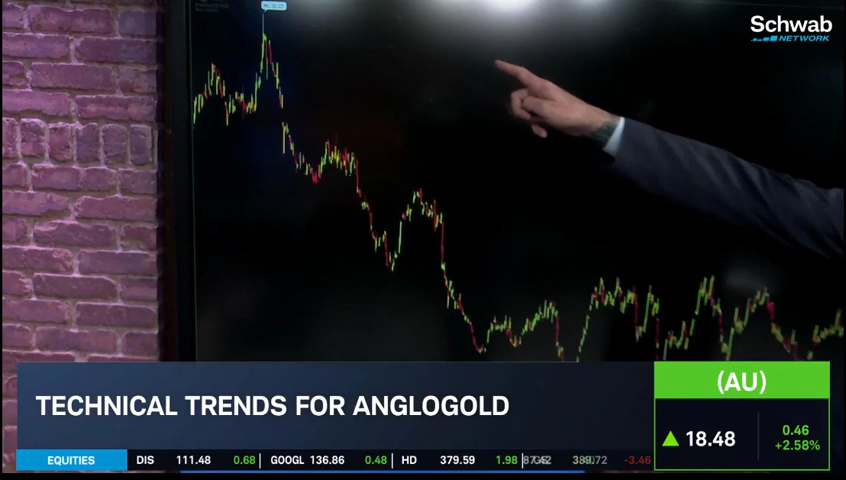 Schwab
NETWORK
TECHNICAL TRENDS FOR ANGLOGOLD
(AU)
18.48
0.46
+2.58%
EQUITIES DIS 111.48 0.68 GOOGL 136.86 0.48 HD 379.59 1.98 -3.46